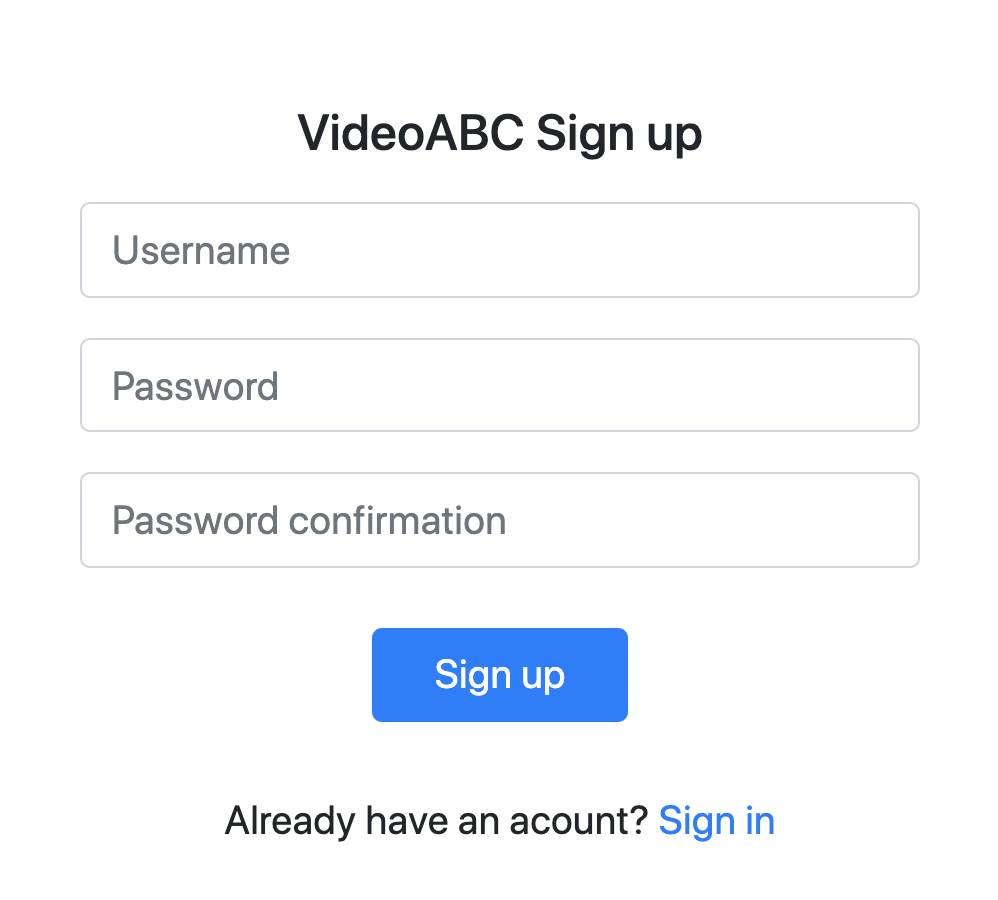 VideoABC Sign up
Username
Password
Password confirmation
Sign up
Already have an acount? Sign in